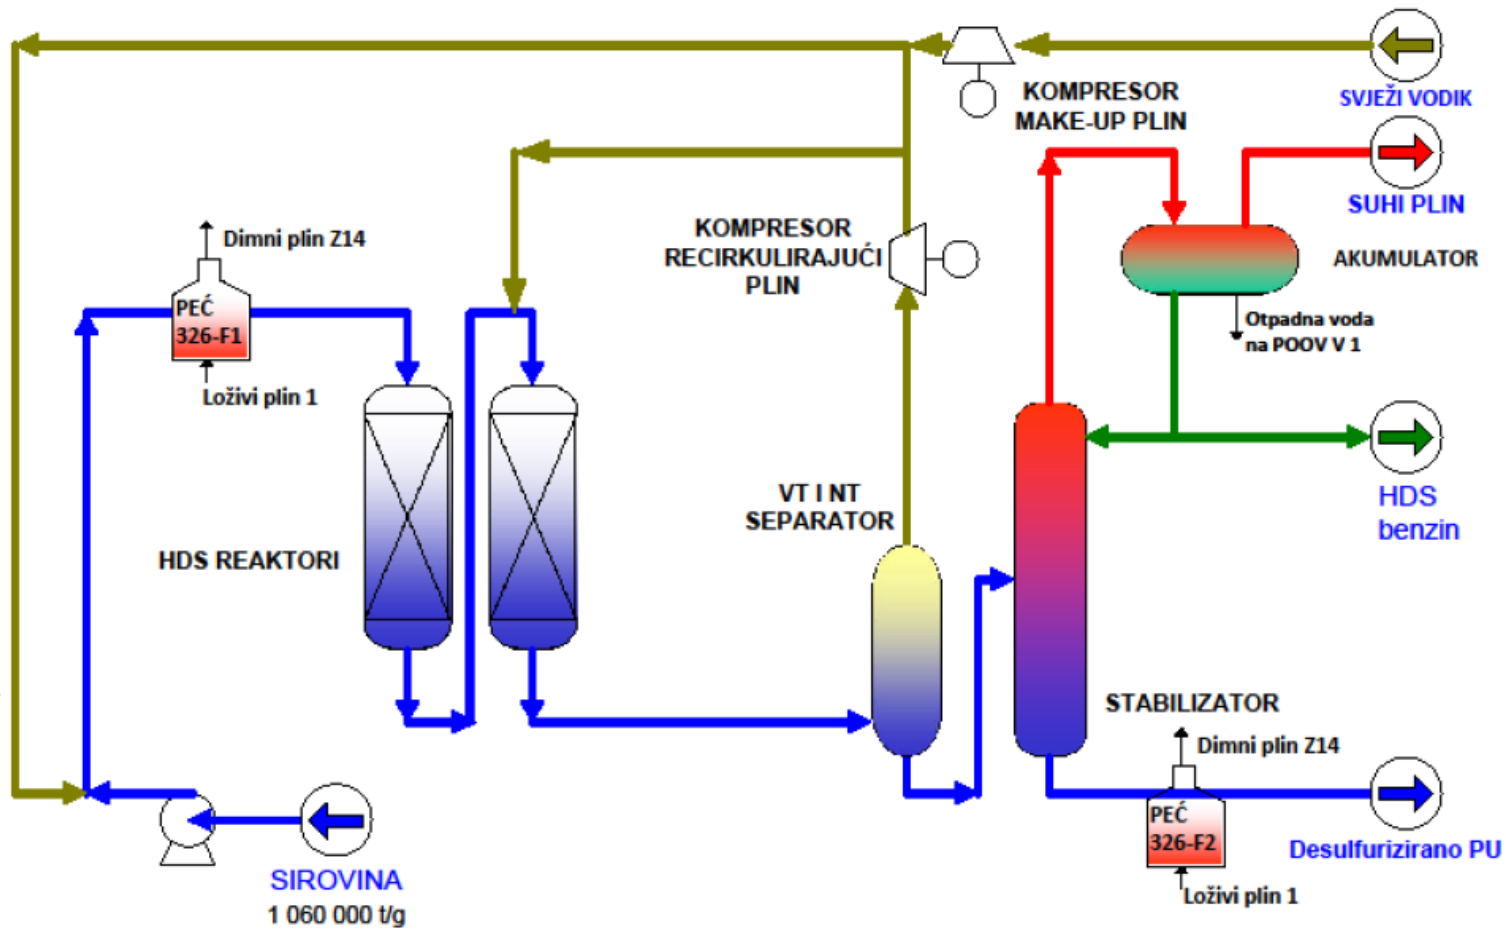 KOMPRESOR
MAKE-UP PLIN
SVJEŽI VODIK
SUHI PLIN
Dimni plin Z14
KOMPRESOR
RECIRKULIRAJUĆI
PLIN
AKUMULATOR
PEĆ
326-F1
Otpadna voda
na POOV V 1
Loživi plin 1
VT I NT
SEPARATOR
HDS
benzin
HDS REAKTORI
STABILIZATOR
Dimni plin Z14
PEĆ
326-F2
Desulfurizirano PU
SIROVINA
1 060 000 t/g
Loživi plin 1